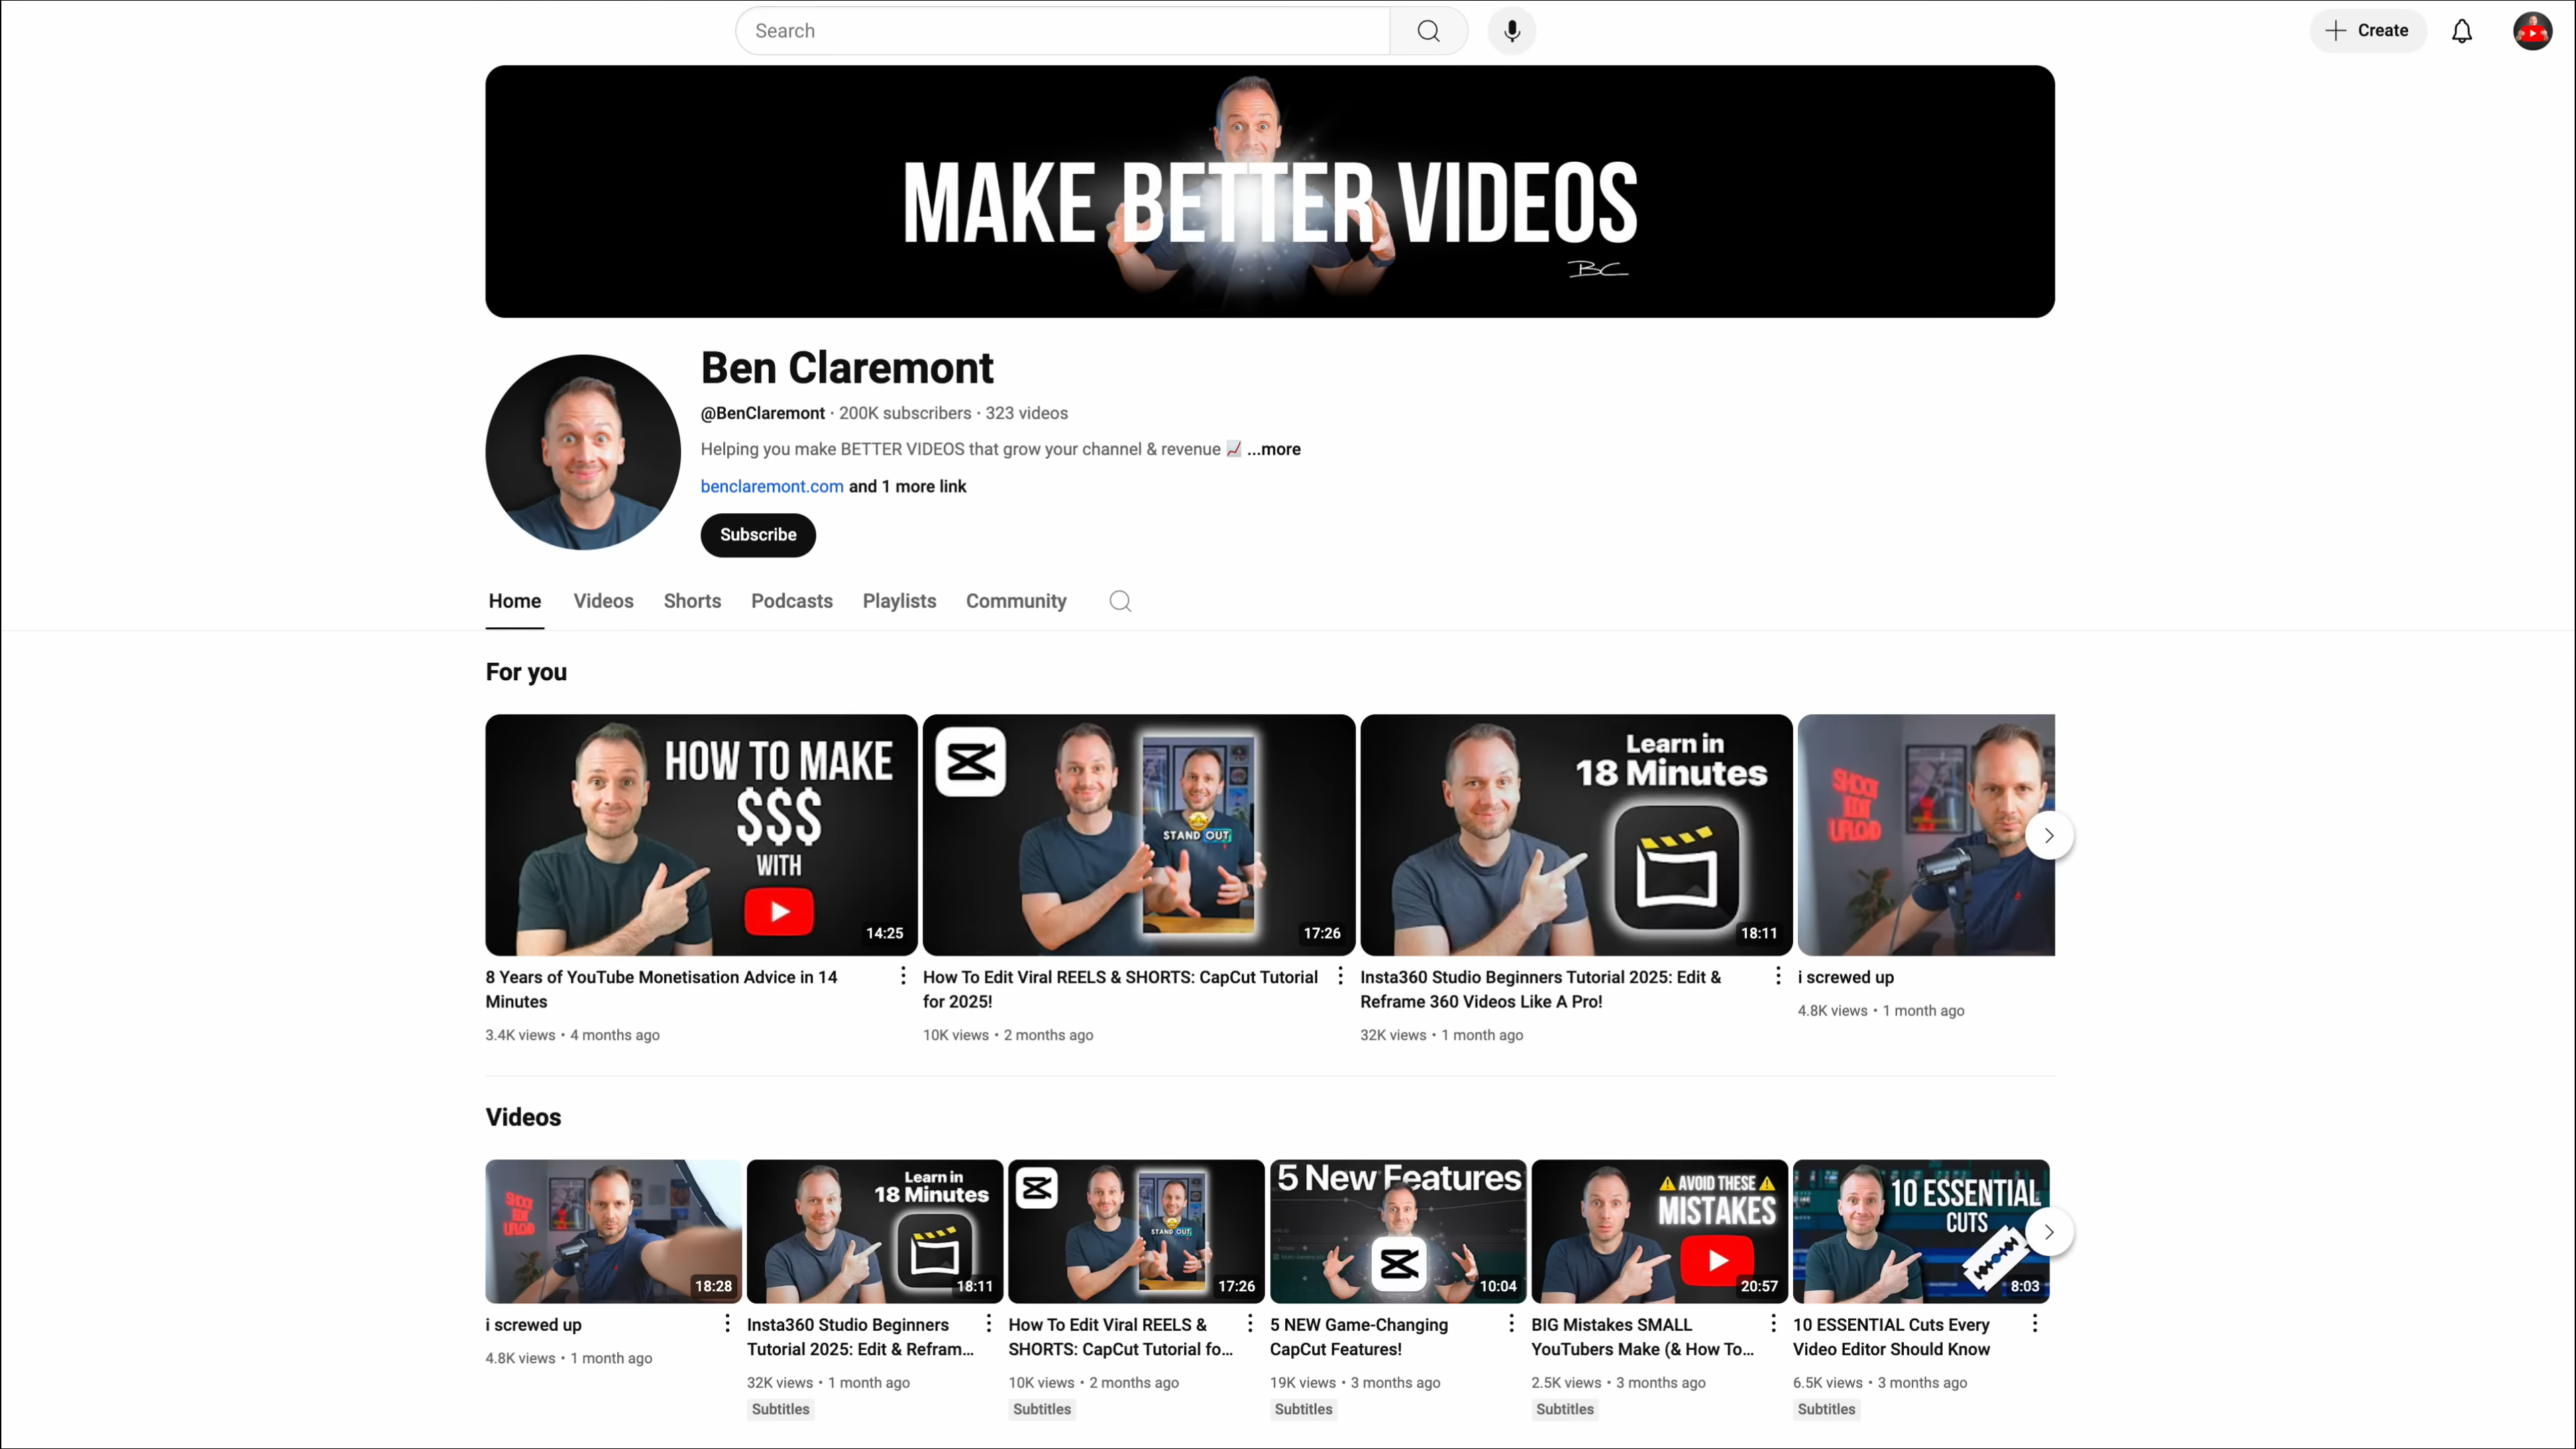 Search
Create
MAKE BETTER VIDEOS
BC
Ben Claremont
@BenClaremont · 200K subscribers · 323 videos
Helping you make BETTER VIDEOS that grow your channel & revenue 📈 ...more
benclaremont.com and 1 more link
Subscribe
Home Videos Shorts Podcasts Playlists Community
For you
HOW TO MAKE
$$$
WITH
14:25
STAND OUT
17:26
Learn in
18 Minutes
18:11
SHOOT
EDIT
UPLOAD
8 Years of YouTube Monetisation Advice in 14
Minutes
3.4K views • 4 months ago
How To Edit Viral REELS & SHORTS: CapCut Tutorial
for 2025!
10K views • 2 months ago
Insta360 Studio Beginners Tutorial 2025: Edit &
Reframe 360 Videos Like A Pro!
32K views • 1 month ago
i screwed up
4.8K views • 1 month ago
Videos
SHOOT
EDIT
UPLOAD
18:28
Learn in
18 Minutes
18:11
STAND OUT
17:26
5 New Features
10:04
⚠️ AVOID THESE ⚠️
MISTAKES
20:57
10 ESSENTIAL
CUTS
8:03
i screwed up
4.8K views • 1 month ago
Insta360 Studio Beginners
Tutorial 2025: Edit & Refram...
32K views • 1 month ago
Subtitles
How To Edit Viral REELS &
SHORTS: CapCut Tutorial fo...
10K views • 2 months ago
Subtitles
5 NEW Game-Changing
CapCut Features!
19K views • 3 months ago
Subtitles
BIG Mistakes SMALL
YouTubers Make (& How To...
2.5K views • 3 months ago
Subtitles
10 ESSENTIAL Cuts Every
Video Editor Should Know
6.5K views • 3 months ago
Subtitles